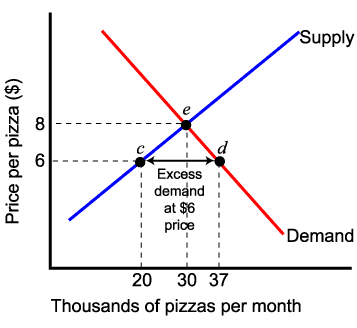 Price per pizza ($)
Supply
8
e
6
c
d
Excess
demand
at $6
price
Demand
20 30 37
Thousands of pizzas per month